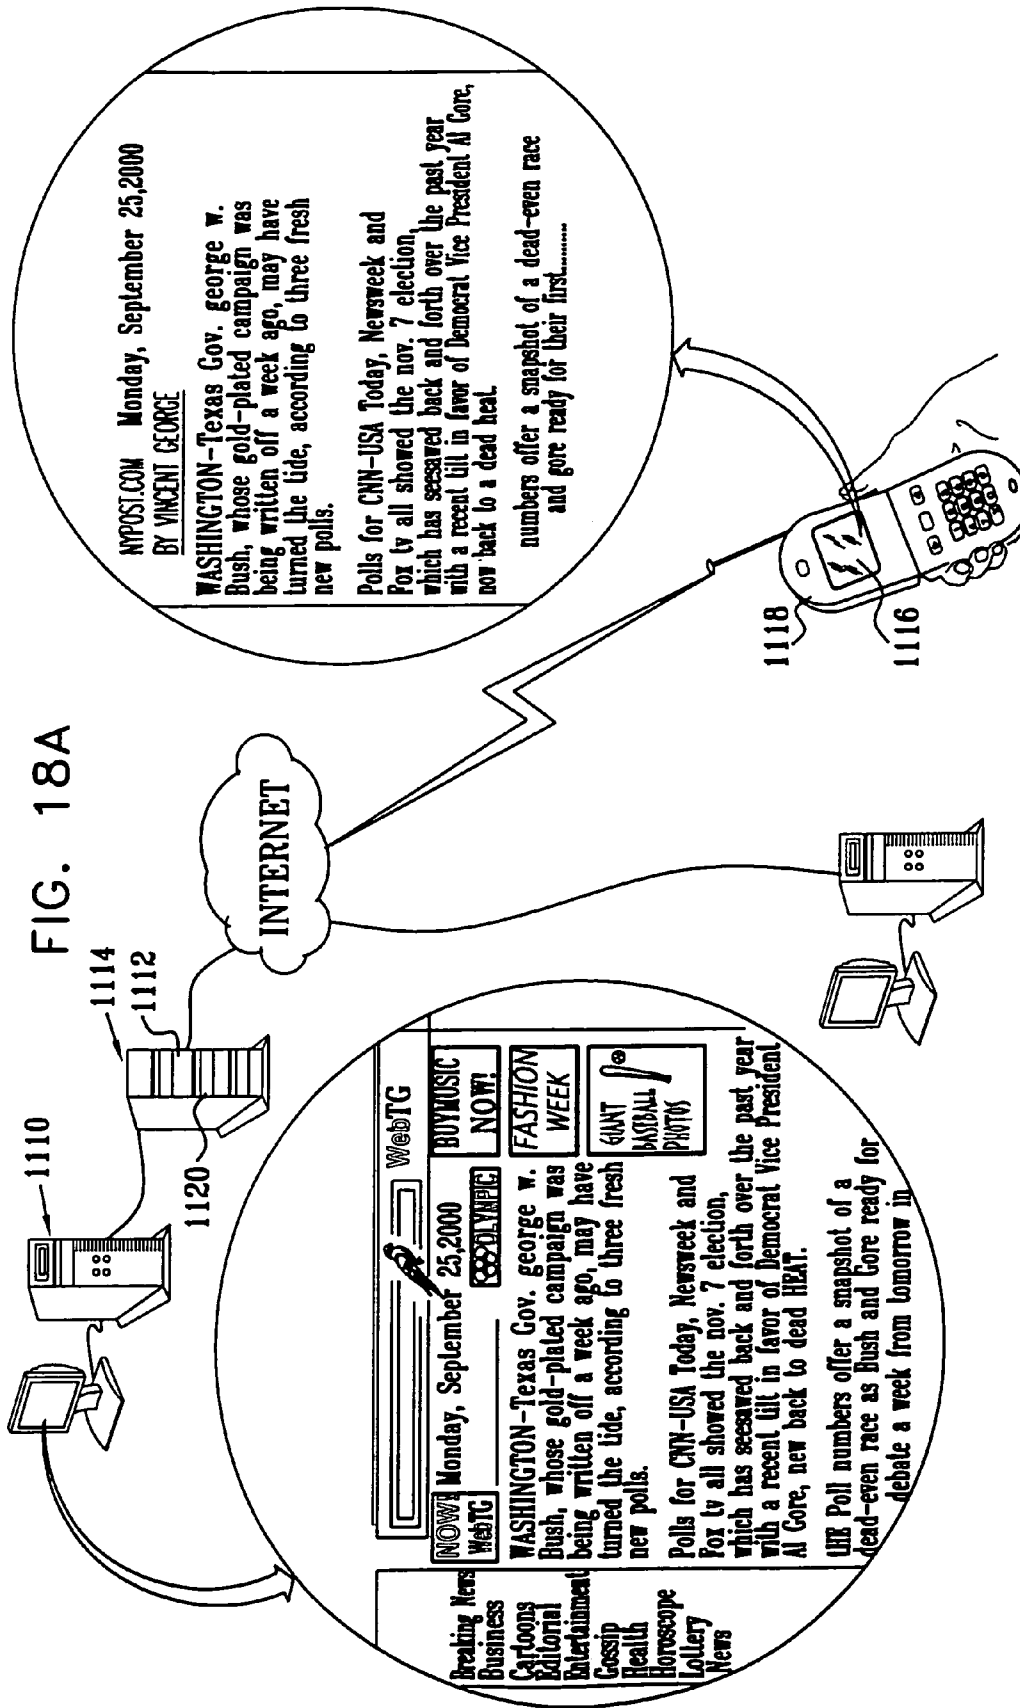 FIG. 18A
1110
1114
1112
1120
INTERNET
NYPOST.COM Monday, September 25,2000
BY VINCENT GEORGE
WASHINGTON-Texas Gov. george w.
Bush, whose gold-plated campaign was
being written off a week ago, may have
turned the tide, according to three fresh
new polls.
Polls for CNN-USA Today, Newsweek and
Fox tv all showed the nov. 7 election,
which has seesawed back and forth over the past year
with a recent tilt in favor of Democrat Vice President Al Gore,
now back to a dead heat.
numbers offer a snapshot of a dead-even race
and gore ready for their first..........
1118
1116
WebTG
NOW!
WebTG
Monday, September 25,2000
OLYNPIC
BUYMUSIC
NOW!
FASHION
WEEK
GIANT
BASEBALL
PHOTOS
Breaking News
Business
Cartoons
Editorial
Entertainment
Gossip
Health
Horoscope
Lottery
News
WASHINGTON-Texas Gov. george w.
Bush, whose gold-plated campaign was
being written off a week ago, may have
turned the tide, according to three fresh
new polls.
Polls for CNN-USA Today, Newsweek and
Fox tv all showed the nov. 7 election,
which has seesawed back and forth over the past year
with a recent tilt in favor of Democrat Vice President
Al Gore, new back to dead HEAT.
tHE Poll numbers offer a snapshot of a
dead-even race as Bush and Gore ready for
debate a week from tomorrow in